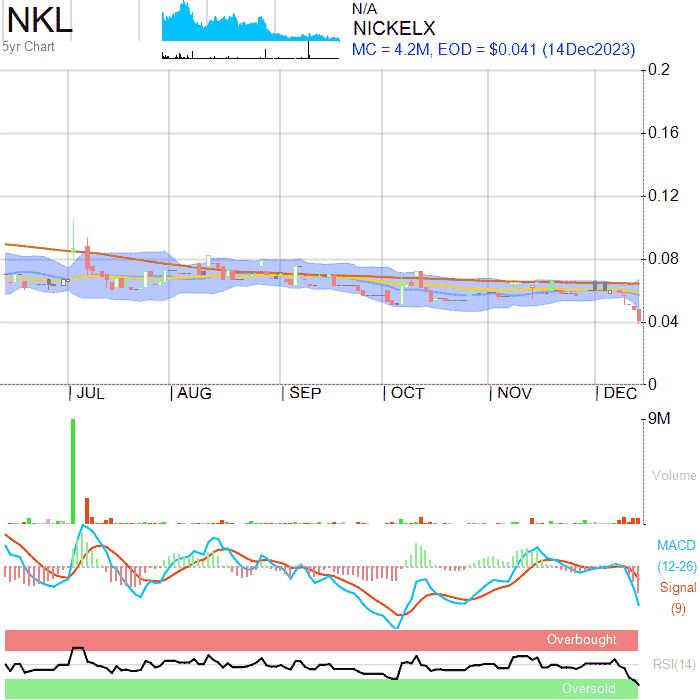 NKL
5yr Chart
N/A
NICKELX
MC = 4.2M, EOD = $0.041 (14Dec2023)
0.2
0.16
0.12
0.08
0.04
0
JUL AUG SEP OCT NOV DEC
9M
Volume
MACD
(12-26)
Signal
(9)
Overbought
RSI(14)
Oversold